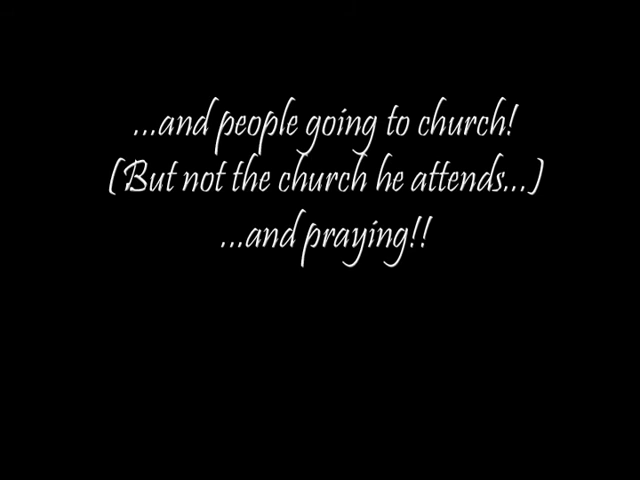 ...and people going to church!
(But not the church he attends...)
...and praying!!